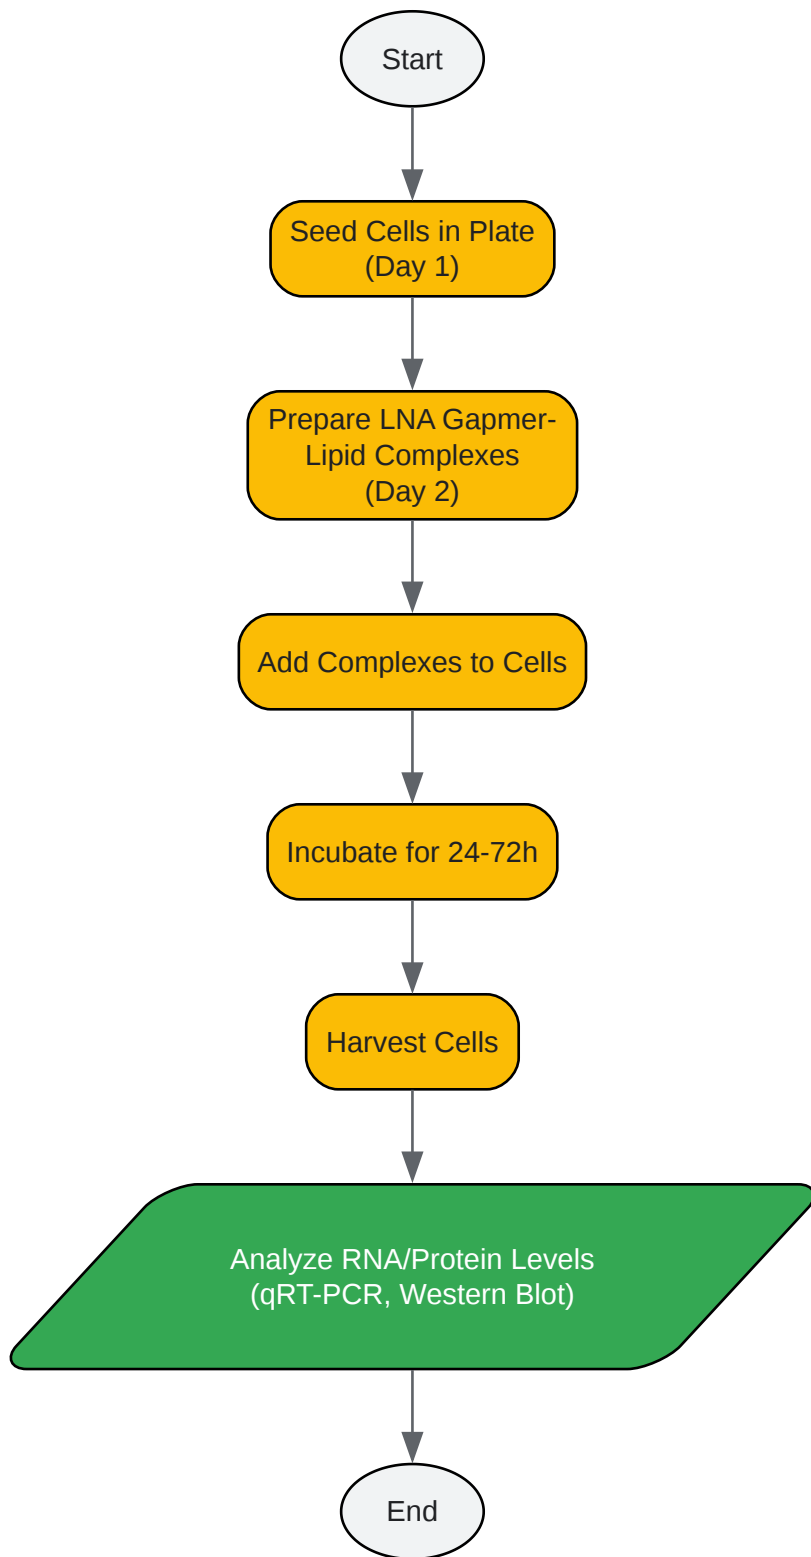 Start
Seed Cells in Plate
(Day 1)
Prepare LNA Gapmer-
Lipid Complexes
(Day 2)
Add Complexes to Cells
Incubate for 24-72h
Harvest Cells
Analyze RNA/Protein Levels
(qRT-PCR, Western Blot)
End